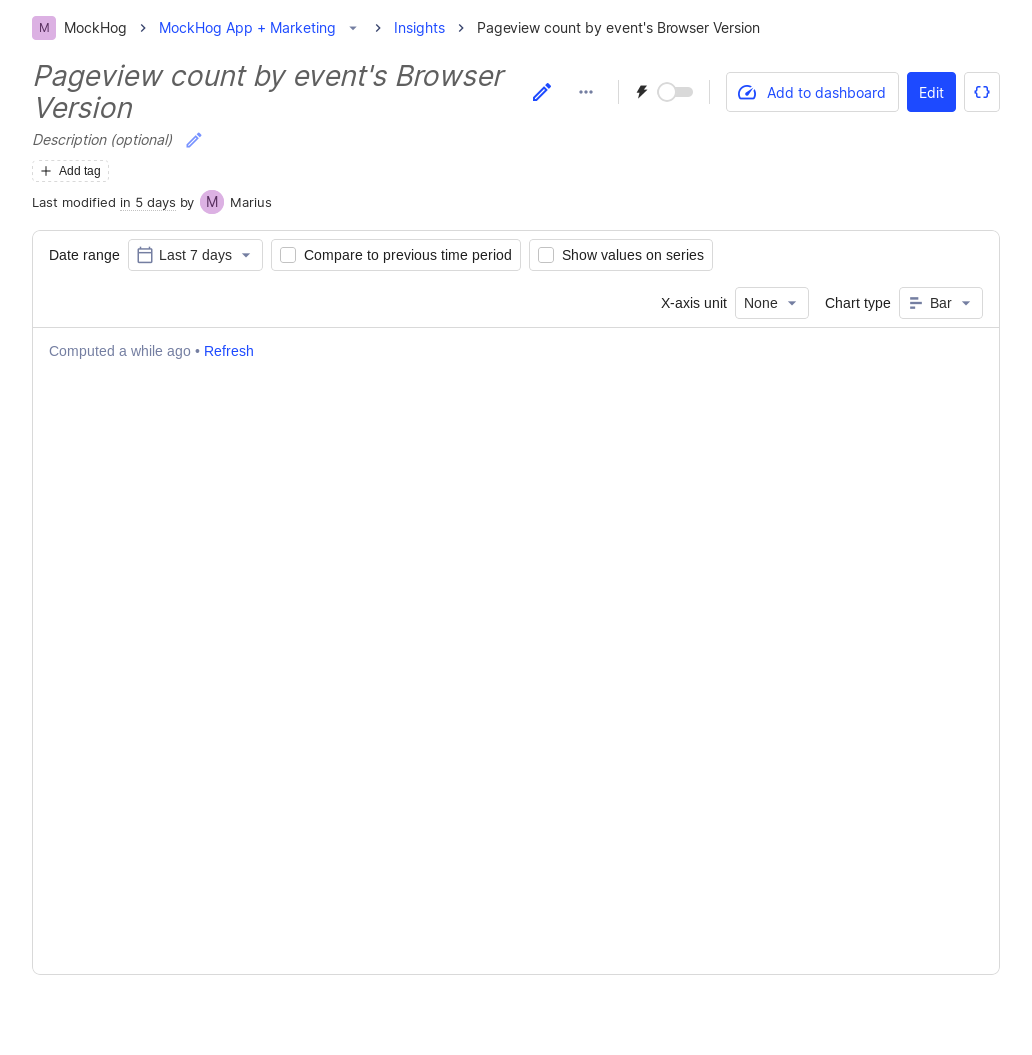 M MockHog MockHog App + Marketing Insights Pageview count by event's Browser Version
Pageview count by event's Browser
Version
Description (optional)
Add to dashboard
Edit
Add tag
Last modified in 5 days by M Marius
Date range Last 7 days Compare to previous time period Show values on series
X-axis unit None Chart type Bar
Computed a while ago • Refresh